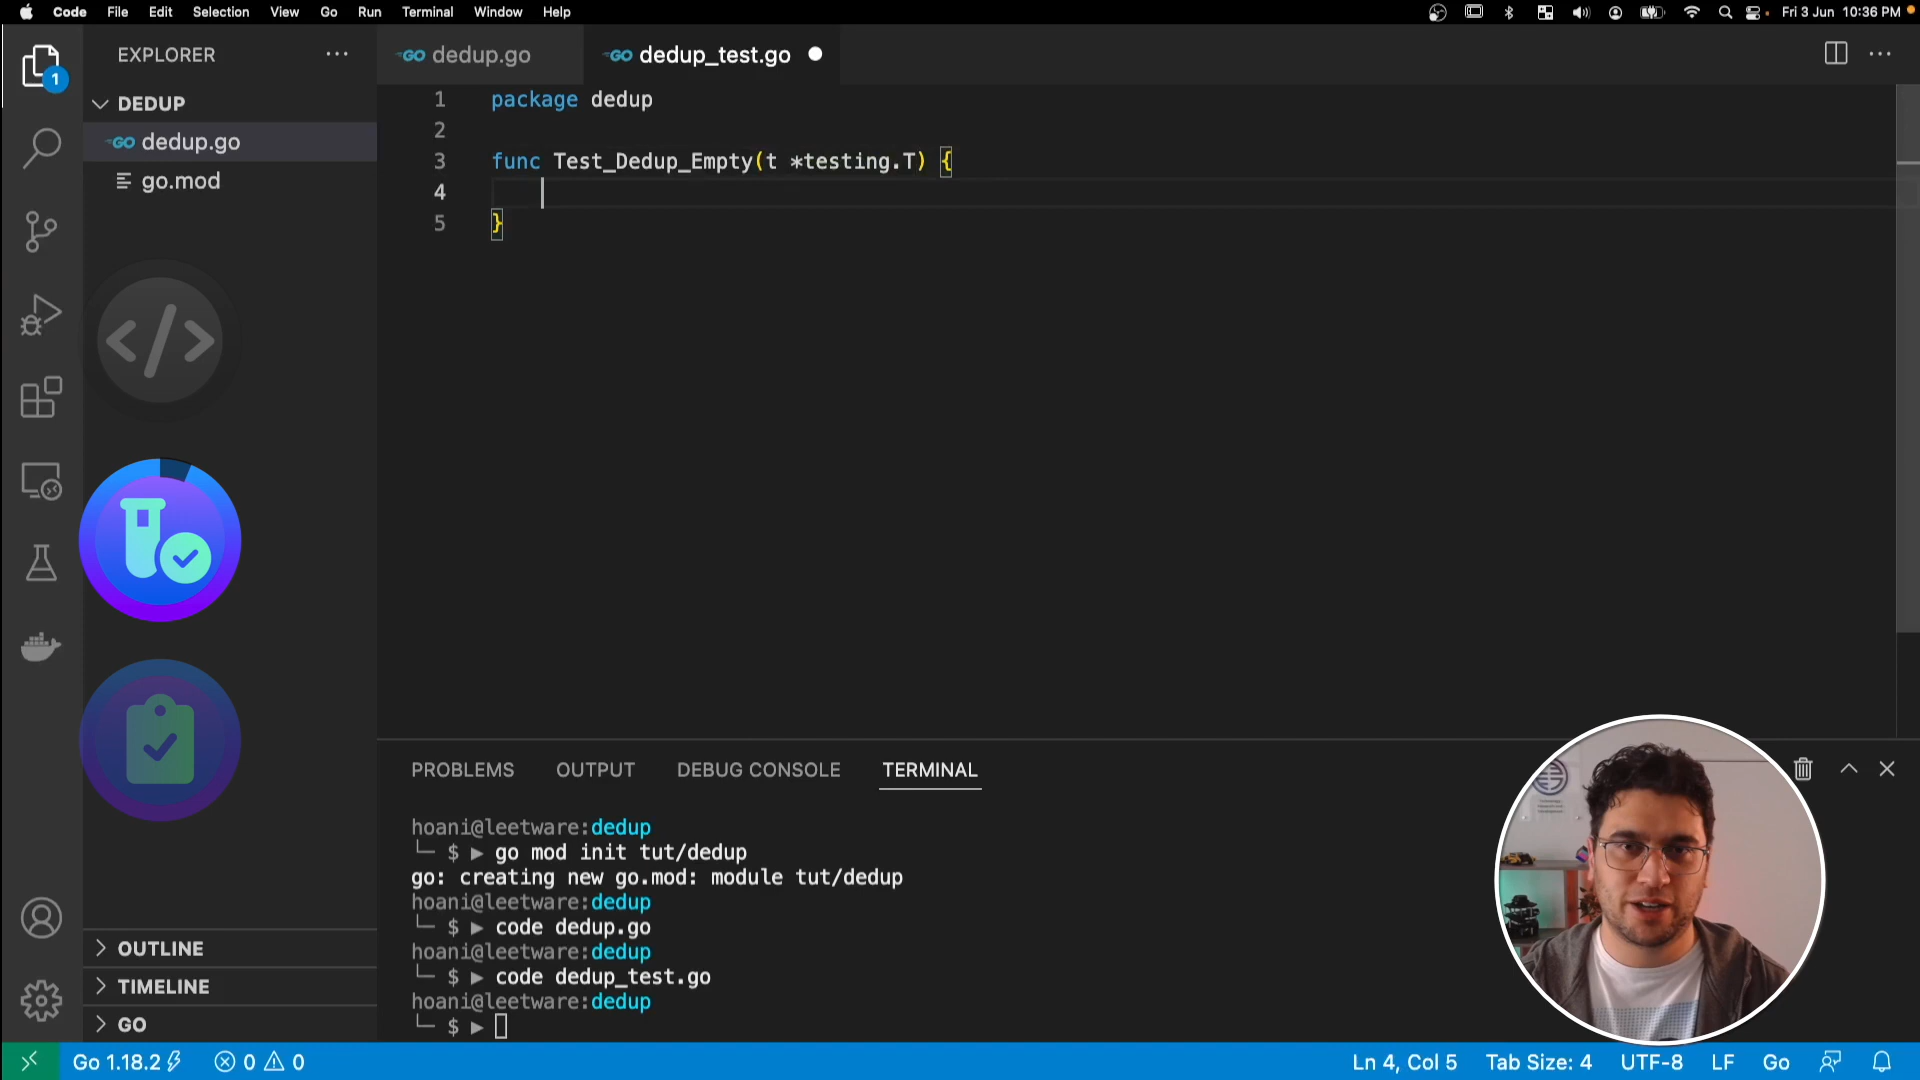 Code File Edit Selection View Go Run Terminal Window Help Fri 3 Jun 10:36 PM
EXPLORER ···
1
DEDUP
GO dedup.go
go.mod
OUTLINE
TIMELINE
GO
GO dedup.go GO dedup_test.go
1 package dedup
2
3 func Test_Dedup_Empty(t *testing.T) {
4
5 }
PROBLEMS OUTPUT DEBUG CONSOLE TERMINAL
hoani@leetware:dedup
└─ $ ▶ go mod init tut/dedup
go: creating new go.mod: module tut/dedup
hoani@leetware:dedup
└─ $ ▶ code dedup.go
hoani@leetware:dedup
└─ $ ▶ code dedup_test.go
hoani@leetware:dedup
└─ $ ▶
Go 1.18.2 0 0 Ln 4, Col 5 Tab Size: 4 UTF-8 LF Go